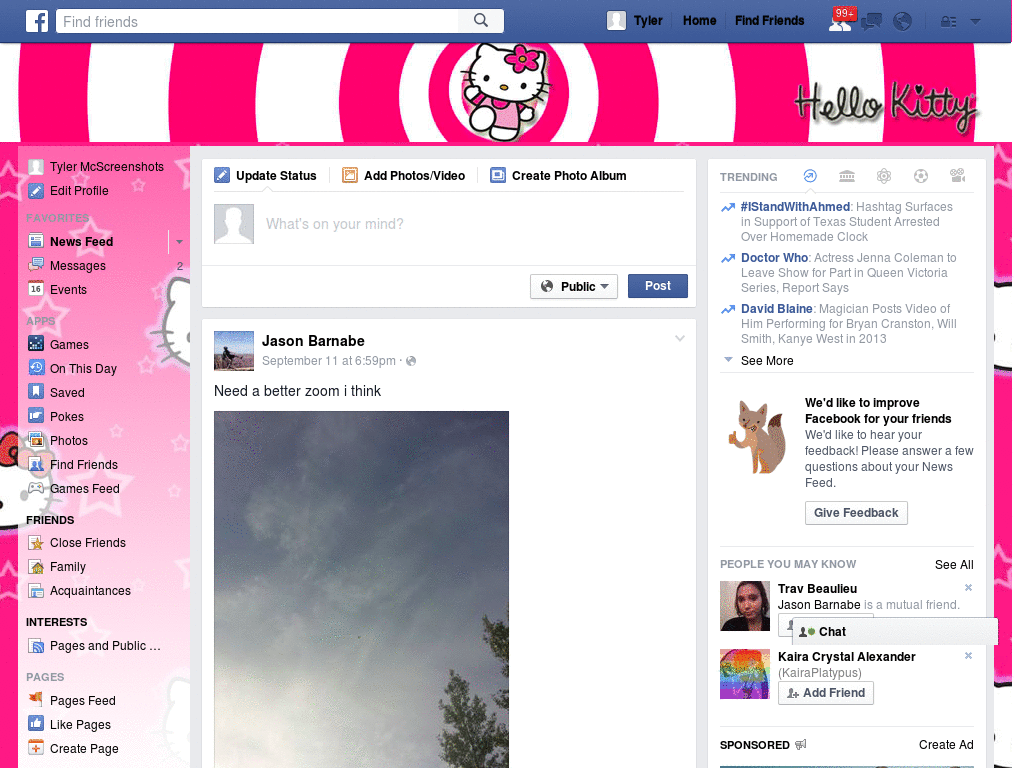 f
Find friends
Tyler
Home
Find Friends
99+
Hello Kitty
Tyler McScreenshots
Edit Profile
FAVORITES
News Feed
Messages
2
16
Events
APPS
Games
On This Day
Saved
Pokes
Photos
Find Friends
Games Feed
FRIENDS
Close Friends
Family
Acquaintances
INTERESTS
Pages and Public ...
PAGES
Pages Feed
Like Pages
Create Page
Update Status
Add Photos/Video
Create Photo Album
What's on your mind?
Public
Post
Jason Barnabe
September 11 at 6:59pm ·
Need a better zoom i think
TRENDING
#IStandWithAhmed: Hashtag Surfaces
in Support of Texas Student Arrested
Over Homemade Clock
Doctor Who: Actress Jenna Coleman to
Leave Show for Part in Queen Victoria
Series, Report Says
David Blaine: Magician Posts Video of
Him Performing for Bryan Cranston, Will
Smith, Kanye West in 2013
See More
We'd like to improve
Facebook for your friends
We'd like to hear your
feedback! Please answer a few
questions about your News
Feed.
Give Feedback
PEOPLE YOU MAY KNOW
See All
Trav Beaulieu
Jason Barnabe is a mutual friend.
Chat
Kaira Crystal Alexander
(KairaPlatypus)
Add Friend
SPONSORED
Create Ad